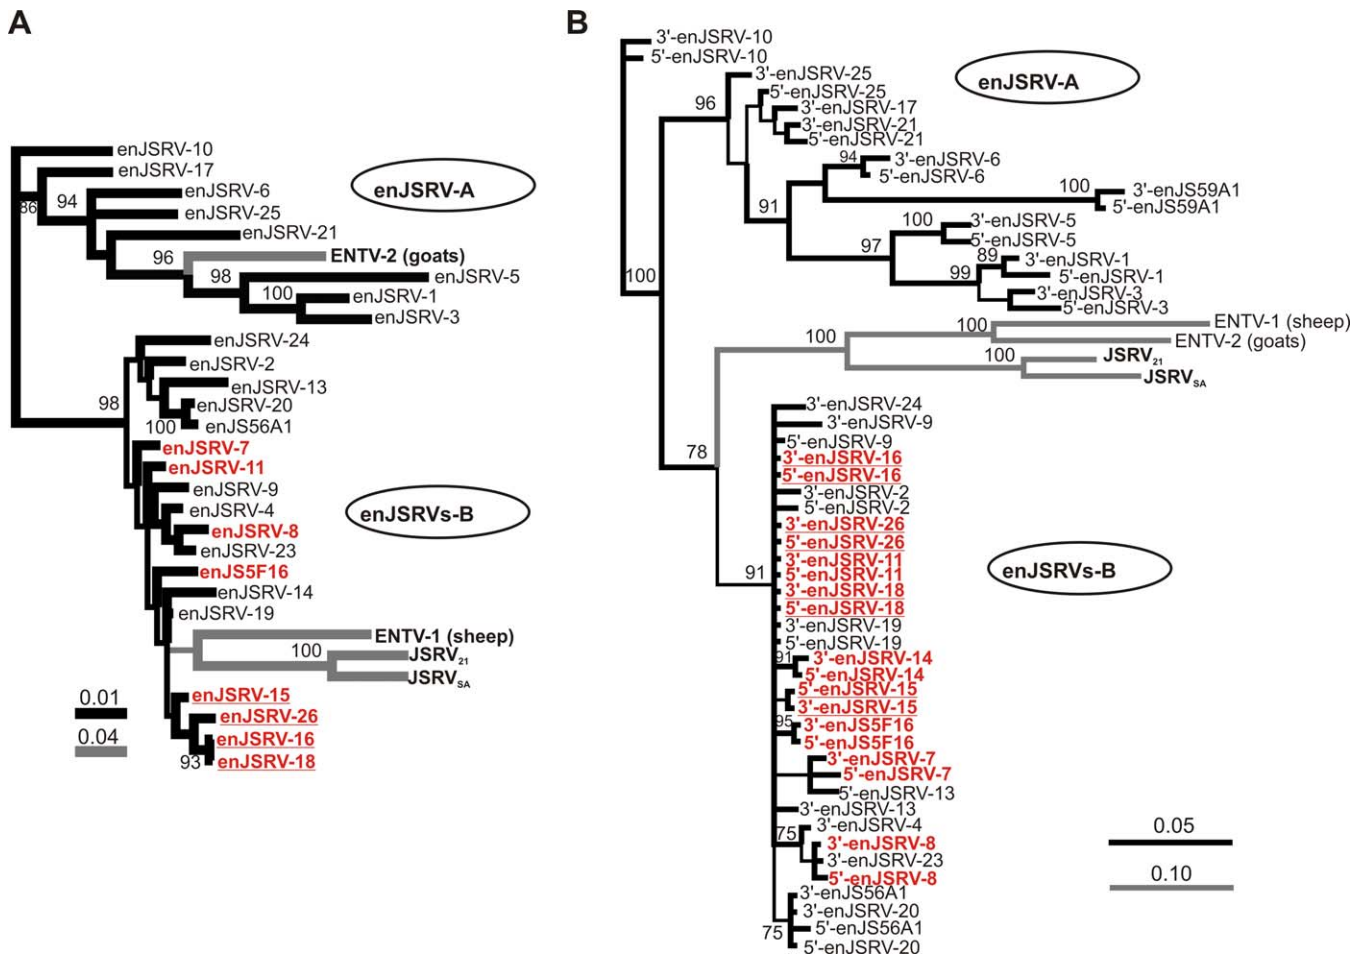 A
enJSRV-10
enJSRV-17
86
94
enJSRV-6
enJSRV-25
enJSRV-21
96
ENTV-2 (goats)
98
enJSRV-5
100
enJSRV-1
enJSRV-3
enJSRV-A
enJSRV-24
enJSRV-2
98
enJSRV-13
enJSRV-20
100
enJS56A1
enJSRV-7
enJSRV-11
enJSRV-9
enJSRV-4
enJSRV-8
enJSRV-23
enJSRVs-B
enJS5F16
enJSRV-14
enJSRV-19
ENTV-1 (sheep)
100
JSRV21
JSRVSA
enJSRV-15
enJSRV-26
enJSRV-16
93
enJSRV-18
0.01
0.04
B
3'-enJSRV-10
5'-enJSRV-10
3'-enJSRV-25
5'-enJSRV-25
96
3'-enJSRV-17
3'-enJSRV-21
5'-enJSRV-21
enJSRV-A
94
3'-enJSRV-6
5'-enJSRV-6
100
3'-enJS59A1
5'-enJS59A1
91
100
3'-enJSRV-5
5'-enJSRV-5
97
89
3'-enJSRV-1
99
5'-enJSRV-1
3'-enJSRV-3
5'-enJSRV-3
100
100
ENTV-1 (sheep)
100
ENTV-2 (goats)
100
JSRV21
JSRVSA
78
3'-enJSRV-24
3'-enJSRV-9
5'-enJSRV-9
3'-enJSRV-16
5'-enJSRV-16
3'-enJSRV-2
5'-enJSRV-2
3'-enJSRV-26
5'-enJSRV-26
3'-enJSRV-11
91
5'-enJSRV-11
3'-enJSRV-18
5'-enJSRV-18
3'-enJSRV-19
5'-enJSRV-19
enJSRVs-B
91
3'-enJSRV-14
5'-enJSRV-14
5'-enJSRV-15
3'-enJSRV-15
95
3'-enJS5F16
5'-enJS5F16
3'-enJSRV-7
5'-enJSRV-7
5'-enJSRV-13
3'-enJSRV-13
75
3'-enJSRV-4
3'-enJSRV-8
3'-enJSRV-23
5'-enJSRV-8
3'-enJS56A1
3'-enJSRV-20
75
5'-enJS56A1
5'-enJSRV-20
0.05
0.10